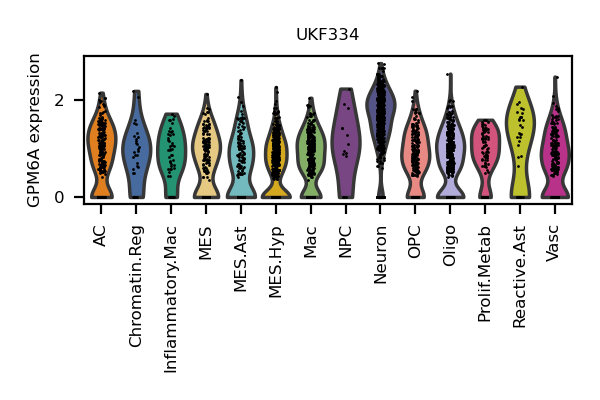 UKF334
GPM6A expression
2
0
AC
Chromatin.Reg
Inflammatory.Mac
MES
MES.Ast
MES.Hyp
Mac
NPC
Neuron
OPC
Oligo
Prolif.Metab
Reactive.Ast
Vasc